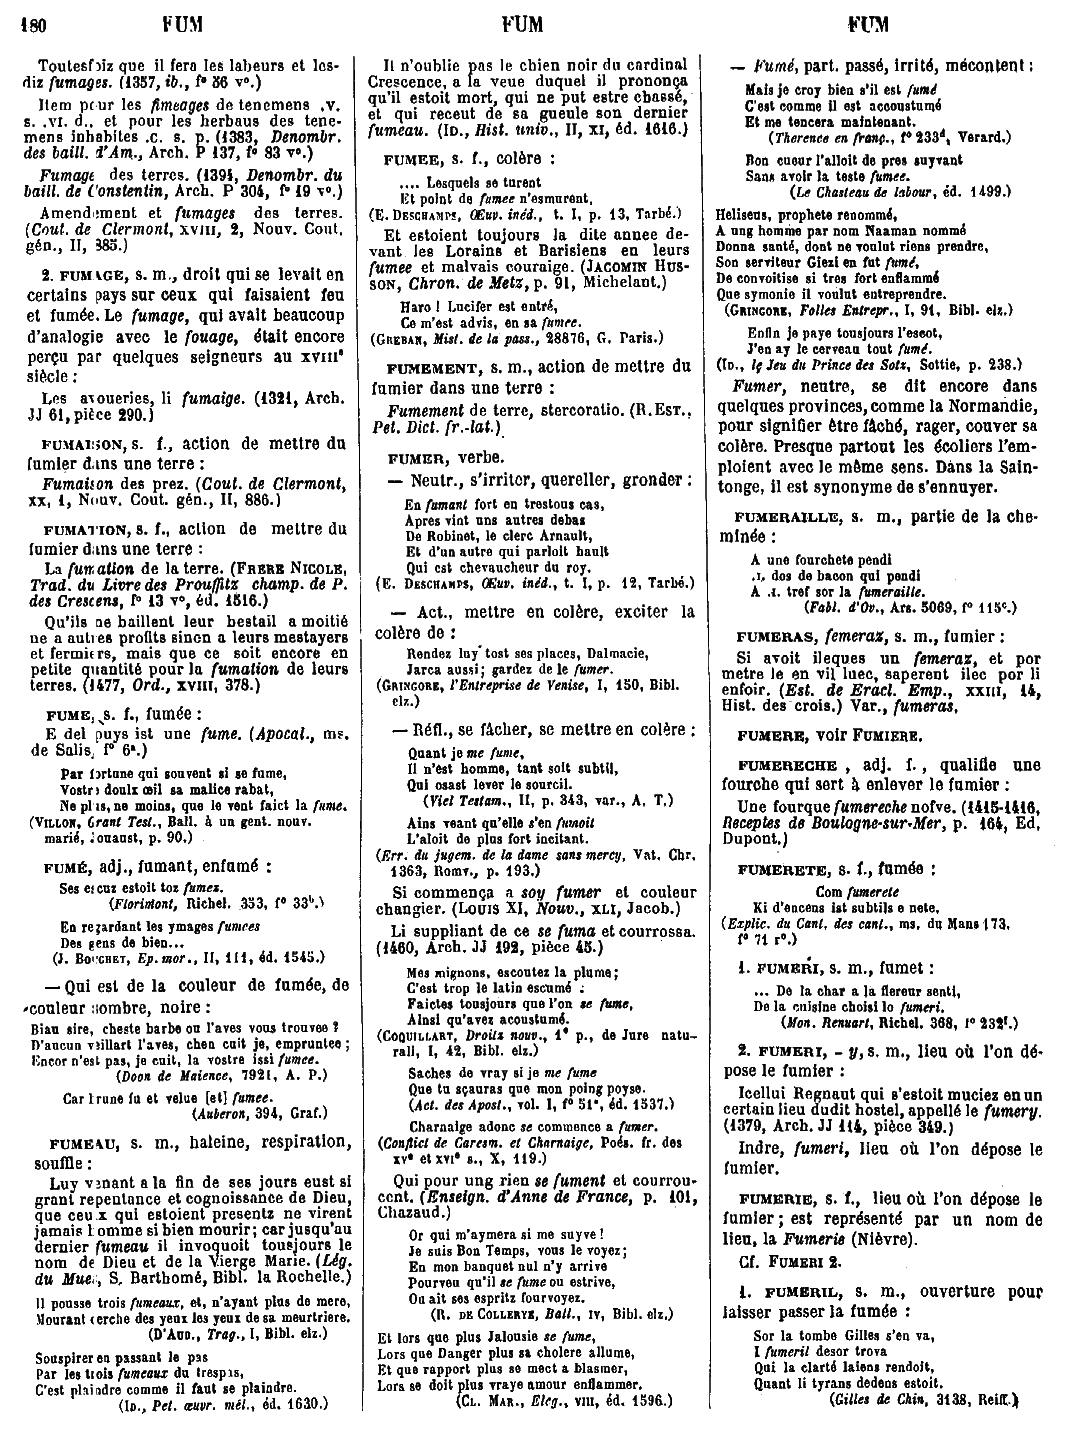 180 FUM FUM FUM
Toutesfoiz que il fera les labeurs et les-
diz fumages. (1357, ib., f° 36 v°.)
Item pour les fumeages de tenemens .v.
s. .vi. d., et pour les herbaus des tene-
mens inhabites .c. s. p. (1383, Denombr.
des baill. d'Am., Arch. P 137, f° 83 v°.)
Fumage des terres. (1391, Denombr. du
baill. de Constentin, Arch. P 304, f° 19 v°.)
Amendement et fumages des terres.
(Cout. de Clermont, XVIII, 2, Nouv. Cout.
gén., II, 885.)
2. FUMAGE, s. m., droit qui se levait en
certains pays sur ceux qui faisaient feu
et fumée. Le fumage, qui avait beaucoup
d'analogie avec le fouage, était encore
perçu par quelques seigneurs au XVIIIe
siècle :
Les avoueries, li fumaige. (1321, Arch.
JJ 61, pièce 290.)
FUMAISON, s. f., action de mettre du
fumier dans une terre :
Fumaison des prez. (Cout. de Clermont,
XX, 1, Nouv. Cout. gén., II, 886.)
FUMATION, s. f., action de mettre du
fumier dans une terre :
La fumation de la terre. (FRERE NICOLE,
Trad. du Livre des Prouffitz champ. de P.
des Crescens, f° 13 v°, éd. 1516.)
Qu'ils ne baillent leur bestail a moitié
ne a autres profits sinon a leurs mestayers
et fermiers, mais que ce soit encore en
petite quantité pour la fumation de leurs
terres. (1477, Ord., XVIII, 378.)
FUME, s. f., fumée :
E del puys ist une fume. (Apocal., ms.
de Salis, f° 6a.)
Par fortune qui souvent si se fume,
Vostre doulx œil sa malice rabat,
Ne plus, ne moins, que le vent faict la fume.
(VILLON, Grant Test., Ball. à un gent. nouv.
marié, Jouaust, p. 90.)
FUMÉ, adj., fumant, enfumé :
Ses escuz estoit toz fumez.
(Florimont, Richel. 353, f° 33b.)
En regardant les ymages fumees
Des gens de bien...
(J. BOUCHET, Ep. mor., II, III, éd. 1545.)
— Qui est de la couleur de fumée, de
couleur sombre, noire :
Biau sire, cheste barbe ou l'aves vous trouvee ?
D'aucun viillart l'aves, chen cuit je, empruntee ;
Encor n'est pas, je cuit, la vostre issi fumee.
(Doon de Maience, 7921, A. P.)
Car brune fu et velue [et] fumee.
(Auberon, 394, Graf.)
FUMEAU, s. m., haleine, respiration,
souffle :
Luy venant a la fin de ses jours eust si
grant repentance et cognoissance de Dieu,
que ceux qui estoient presentz ne virent
jamais homme si bien mourir; car jusqu'au
dernier fumeau il invoquoit tousjours le
nom de Dieu et de la Vierge Marie. (Lég.
du Mue., S. Barthomé, Bibl. la Rochelle.)
Il pousse trois fumeaux, et, n'ayant plus de mere,
Mourant cerche des yeux les yeux de sa meurtriere.
(D'AUB., Trag., I, Bibl. elz.)
Souspirer en passant le pas
Par les trois fumeaux du trespas,
C'est plaindre comme il faut se plaindre.
(ID., Pet. œuvr. mél., éd. 1630.)
Il n'oublie pas le chien noir du cardinal
Crescence, a la veue duquel il prononça
qu'il estoit mort, qui ne put estre chassé,
et qui receut de sa gueule son dernier
fumeau. (ID., Hist. univ., II, XI, éd. 1616.)
FUMEE, s. f., colère :
.... Lesquels se turent
Et point de fumee n'esmurent,
(E. DESCHAMPS, Œuv. inéd., t. I, p. 13, Tarbé.)
Et estoient toujours la dite annee de-
vant les Lorains et Barisiens en leurs
fumee et malvais couraige. (JACOMIN HUS-
SON, Chron. de Metz, p. 91, Michelant.)
Haro ! Lucifer est entré,
Ce m'est advis, en sa fumee.
(GREBAN, Mist. de la pass., 28876, G. Paris.)
FUMEMENT, s. m., action de mettre du
fumier dans une terre :
Fumement de terre, stercoratio. (R. EST.,
Pet. Dict. fr.-lat.)
FUMER, verbe.
— Neutr., s'irriter, quereller, gronder :
En fumant fort en trestous cas,
Apres vint uns autres debas
De Robinet, le clerc Arnault,
Et d'un autre qui parloit hault
Qui est chevaucheur du roy.
(E. DESCHAMPS, Œuv. inéd., t. I, p. 12, Tarbé.)
— Act., mettre en colère, exciter la
colère de :
Rendez luy tost ses places, Dalmacie,
Jarca aussi; gardez de le fumer.
(GRINGORE, l'Entreprise de Venise, I, 150, Bibl.
elz.)
— Réfl., se fâcher, se mettre en colère :
Quant je me fume,
Il n'est homme, tant soit subtil,
Qui osast lever le sourcil.
(Viel Testam., II, p. 343, var., A. T.)
Ains veant qu'elle s'en fumoit
L'aloit de plus fort incitant.
(Err. du jugem. de la dame sans mercy, Vat. Chr.
1363, Romv., p. 193.)
Si commença a soy fumer et couleur
changier. (LOUIS XI, Nouv., XLI, Jacob.)
Li suppliant de ce se fuma et courrossa.
(1460, Arch. JJ 192, pièce 45.)
Mes mignons, escoutez la plume;
C'est trop le latin escumé :
Faictes tousjours que l'on se fume,
Ainsi qu'avez acoustumé.
(COQUILLART, Droitz nouv., 1e p., de Jure natu-
rali, I, 42, Bibl. elz.)
Saches de vray si je me fume
Que tu sçauras que mon poing poyse.
(Act. des Apost., vol. I, f° 51a, éd. 1537.)
Charnaige adonc se commence a fumer.
(Conflict de Caresm. et Charnaige, Poés. fr. des
XVe et XVIe s., X, 119.)
Qui pour ung rien se fument et courrou-
cent. (Enseign. d'Anne de France, p. 101,
Chazaud.)
Or qui m'aymera si me suyve !
Je suis Bon Temps, vous le voyez;
En mon banquet nul n'y arrive
Pourveu qu'il se fume ou estrive,
Ou ait ses espritz fourvoyez.
(R. DE COLLERYE, Ball., IV, Bibl. elz.)
Et lors que plus Jalousie se fume,
Lors que Danger plus sa cholere allume,
Et que rapport plus se mect a blasmer,
Lors se doit plus vraye amour enflammer.
(CL. MAR., Eleg., VIII, éd. 1596.)
— Fumé, part. passé, irrité, mécontent :
Mais je croy bien s'il est fumé
C'est comme il est accoustumé
Et me tencera maintenant.
(Therence en franç., f° 233d, Verard.)
Bon cueur l'alloit de pres suyvant
Sans avoir la teste fumee.
(Le Chasteau de labour, éd. 1499.)
Heliseus, prophete renommé,
A ung homme par nom Naaman nommé
Donna santé, dont ne voulut riens prendre,
Son serviteur Giezi en fut fumé,
De convoitise si tres fort enflammé
Que symonie il voulut entreprendre.
(GRINGORE, Folles Entrepr., I, 91, Bibl. elz.)
Enfin je paye tousjours l'escot,
J'en ay le cerveau tout fumé.
(ID., le Jeu du Prince des Sotz, Sottie, p. 238.)
Fumer, neutre, se dit encore dans
quelques provinces, comme la Normandie,
pour signifier être fâché, rager, couver sa
colère. Presque partout les écoliers l'em-
ploient avec le même sens. Dans la Sain-
tonge, il est synonyme de s'ennuyer.
FUMERAILLE, s. m., partie de la che-
minée :
A une fourchete pendi
.I. dos de bacon qui pendi
A .I. tref sor la fumeraille.
(Fabl. d'Ov., Ars. 5069, f° 115c.)
FUMERAS, femeraz, s. m., fumier :
Si avoit ileques un femeraz, et por
metre le en vil luec, saperent ilec por li
enfoir. (Est. de Eracl. Emp., XXIII, 14,
Hist. des crois.) Var., fumeras.
FUMERE, voir FUMIERE.
FUMERECHE , adj. f. , qualifie une
fourche qui sert à enlever le fumier :
Une fourque fumereche nofve. (1415-1416,
Receptes de Boulogne-sur-Mer, p. 164, Ed.
Dupont.)
FUMERETE, s. f., fumée :
Com fumerete
Ki d'encens ist subtils e nete.
(Explic. du Cant. des cant., ms. du Mans 173,
f° 71 r°.)
1. FUMERI, s. m., fumet :
... De la char a la flereur senti,
De la cuisine choisi lo fumeri.
(Mon. Renuart, Richel. 368, f° 232f.)
2. FUMERI, - y, s. m., lieu où l'on dé-
pose le fumier :
Icellui Regnaut qui s'estoit muciez en un
certain lieu dudit hostel, appellé le fumery.
(1379, Arch. JJ 114, pièce 349.)
Indre, fumeri, lieu où l'on dépose le
fumier.
FUMERIE, s. f., lieu où l'on dépose le
fumier ; est représenté par un nom de
lieu, la Fumerie (Nièvre).
Cf. FUMERI 2.
1. FUMERIL, s. m., ouverture pour
laisser passer la fumée :
Sor la tombe Gilles s'en va,
I fumeril desor trova
Qui la clarté laiens rendoit,
Quant li tyrans dedens estoit.
(Gilles de Chin, 3138, Reiff.)